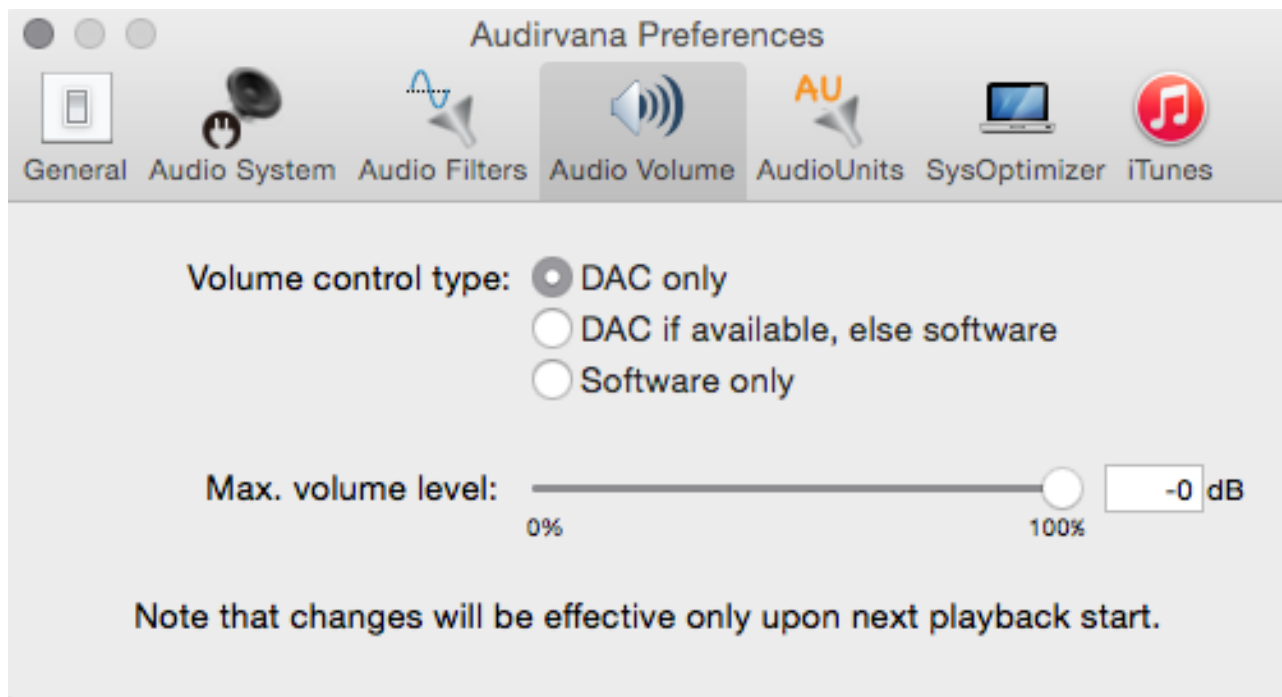 Audirvana Preferences
AU
General Audio System Audio Filters Audio Volume AudioUnits SysOptimizer iTunes
Volume control type: DAC only
DAC if available, else software
Software only
Max. volume level: -0 dB
0% 100%
Note that changes will be effective only upon next playback start.